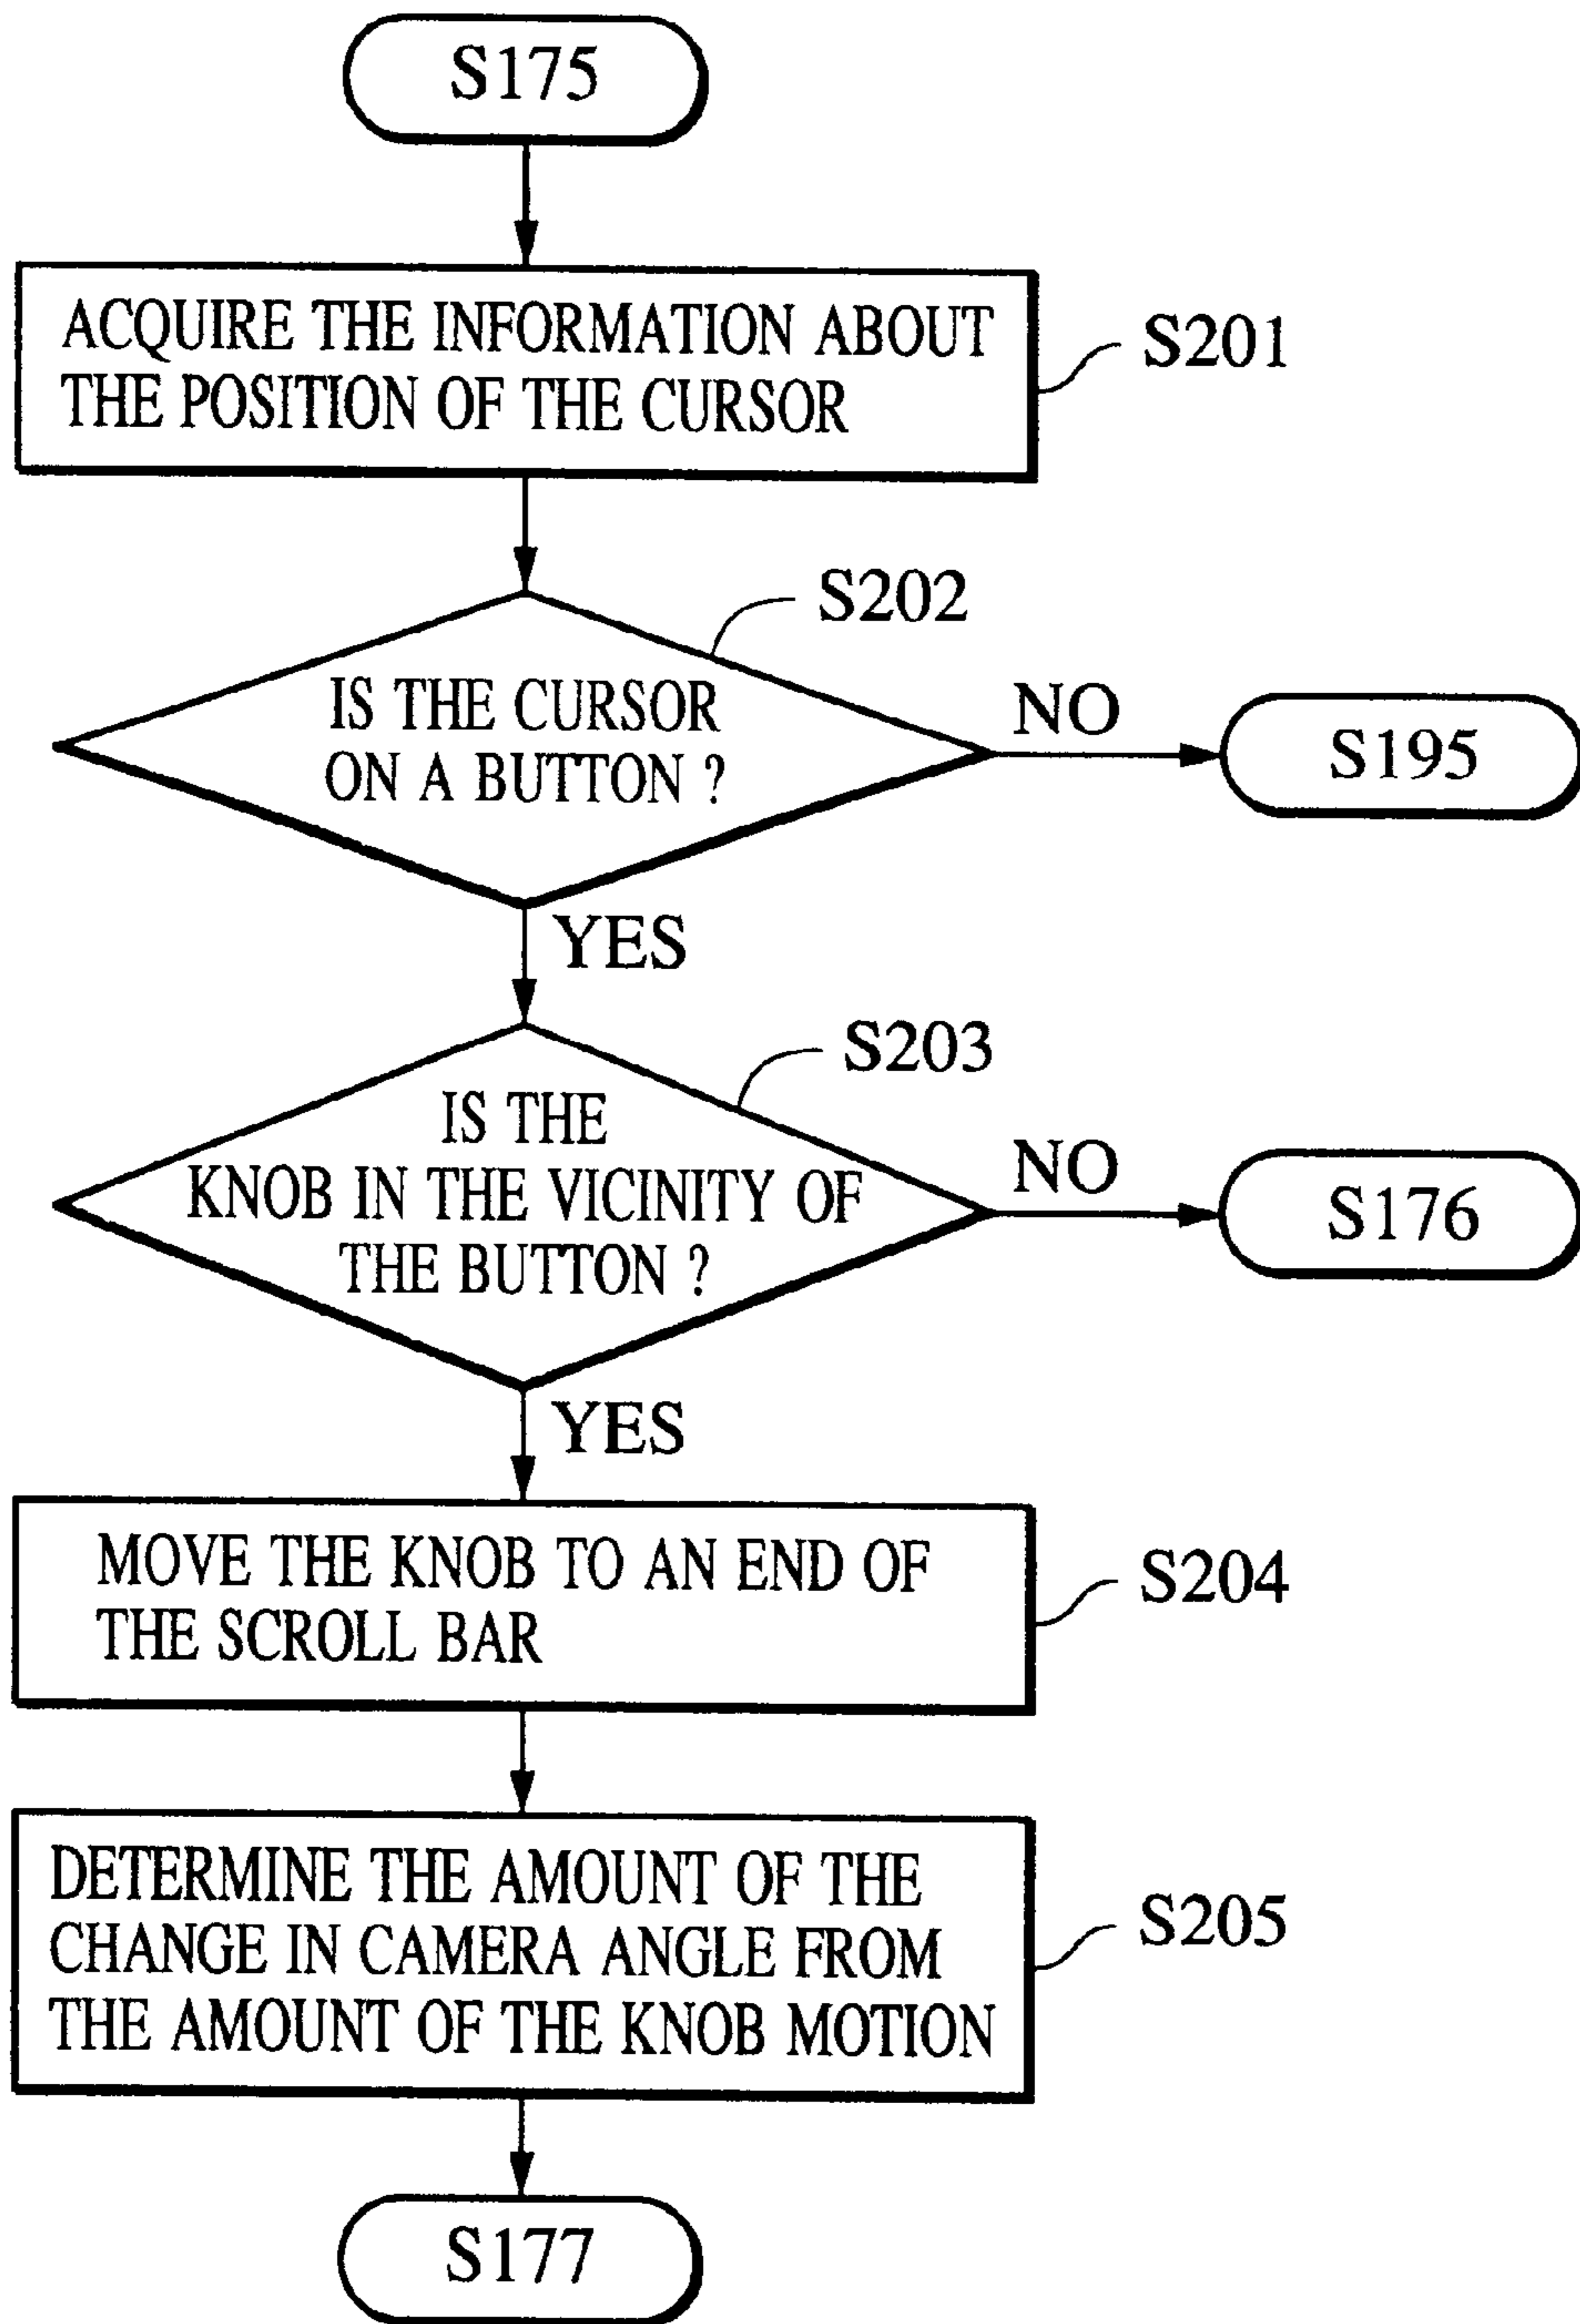 S175
ACQUIRE THE INFORMATION ABOUT
THE POSITION OF THE CURSOR
S201
S202
IS THE CURSOR
ON A BUTTON ?
NO
S195
YES
S203
IS THE
KNOB IN THE VICINITY OF
THE BUTTON ?
NO
S176
YES
MOVE THE KNOB TO AN END OF
THE SCROLL BAR
S204
DETERMINE THE AMOUNT OF THE
CHANGE IN CAMERA ANGLE FROM
THE AMOUNT OF THE KNOB MOTION
S205
S177